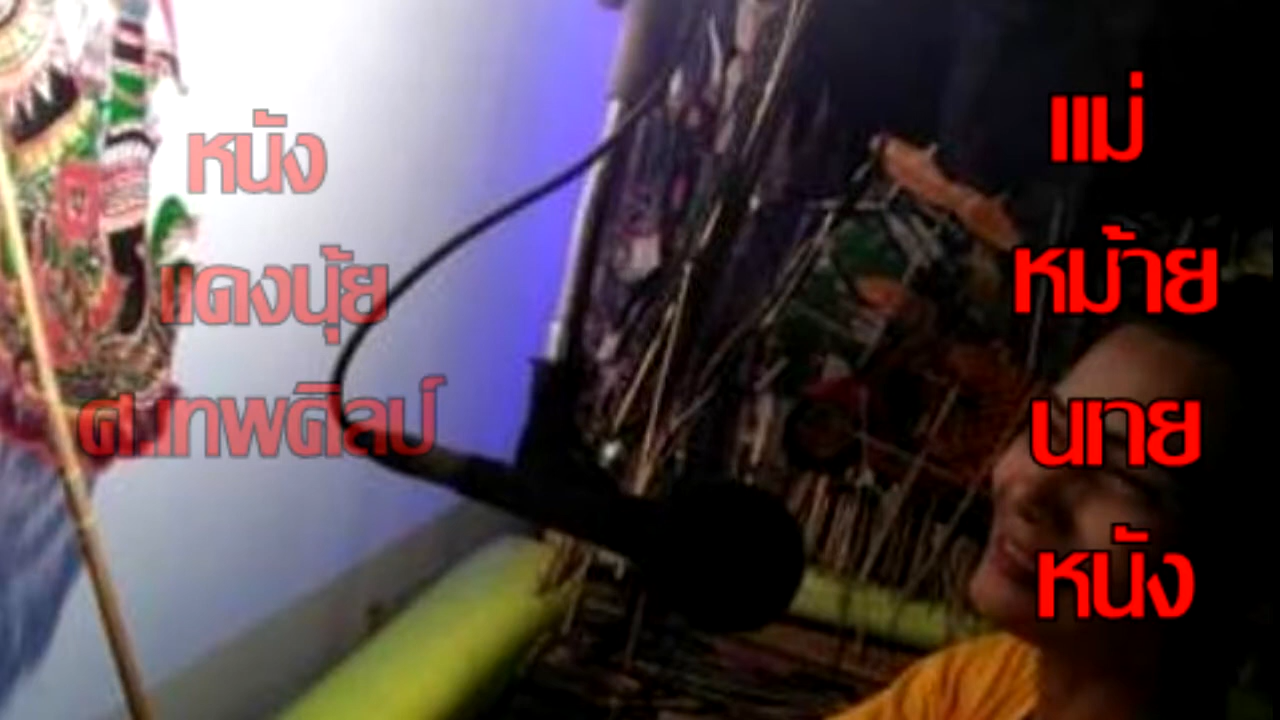 หนัง
แดงนุ้ย
ศ.เทพศิลป์
แม่
หม้าย
นาย
หนัง